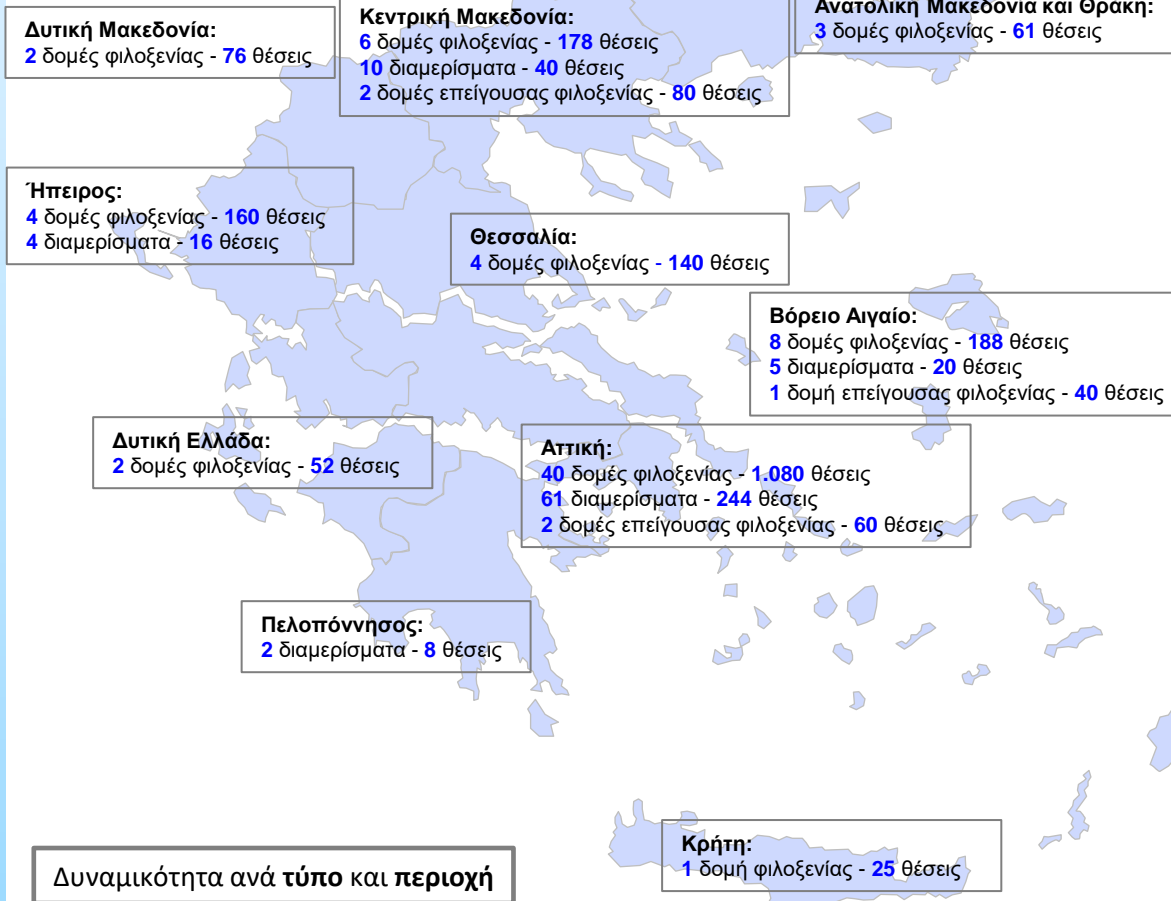 Δυτική Μακεδονία:
2 δομές φιλοξενίας - 76 θέσεις
Κεντρική Μακεδονία:
6 δομές φιλοξενίας - 178 θέσεις
10 διαμερίσματα - 40 θέσεις
2 δομές επείγουσας φιλοξενίας - 80 θέσεις
Ανατολική Μακεδονία και Θράκη:
3 δομές φιλοξενίας - 61 θέσεις
Ήπειρος:
4 δομές φιλοξενίας - 160 θέσεις
4 διαμερίσματα - 16 θέσεις
Θεσσαλία:
4 δομές φιλοξενίας - 140 θέσεις
Βόρειο Αιγαίο:
8 δομές φιλοξενίας - 188 θέσεις
5 διαμερίσματα - 20 θέσεις
1 δομή επείγουσας φιλοξενίας - 40 θέσεις
Δυτική Ελλάδα:
2 δομές φιλοξενίας - 52 θέσεις
Αττική:
40 δομές φιλοξενίας - 1.080 θέσεις
61 διαμερίσματα - 244 θέσεις
2 δομές επείγουσας φιλοξενίας - 60 θέσεις
Πελοπόννησος:
2 διαμερίσματα - 8 θέσεις
Κρήτη:
1 δομή φιλοξενίας - 25 θέσεις
Δυναμικότητα ανά τύπο και περιοχή